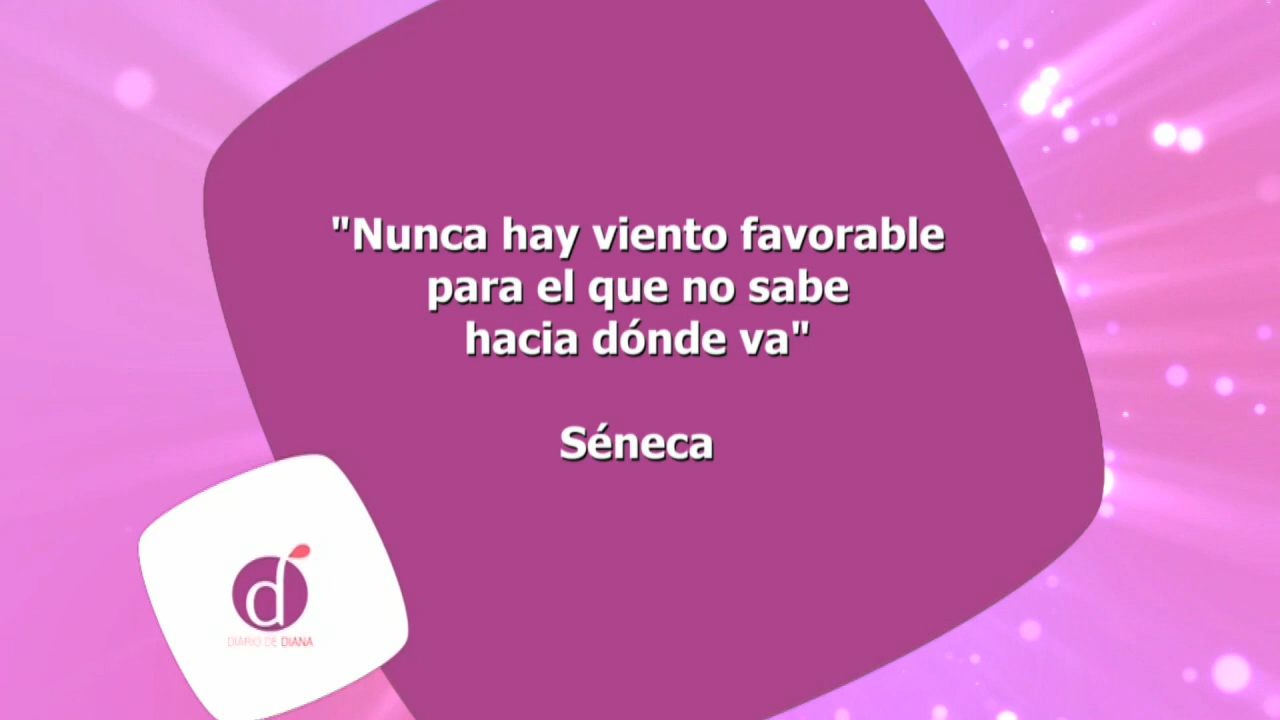 "Nunca hay viento favorable
para el que no sabe
hacia dónde va"
Séneca
d
DIARIO DE DIANA